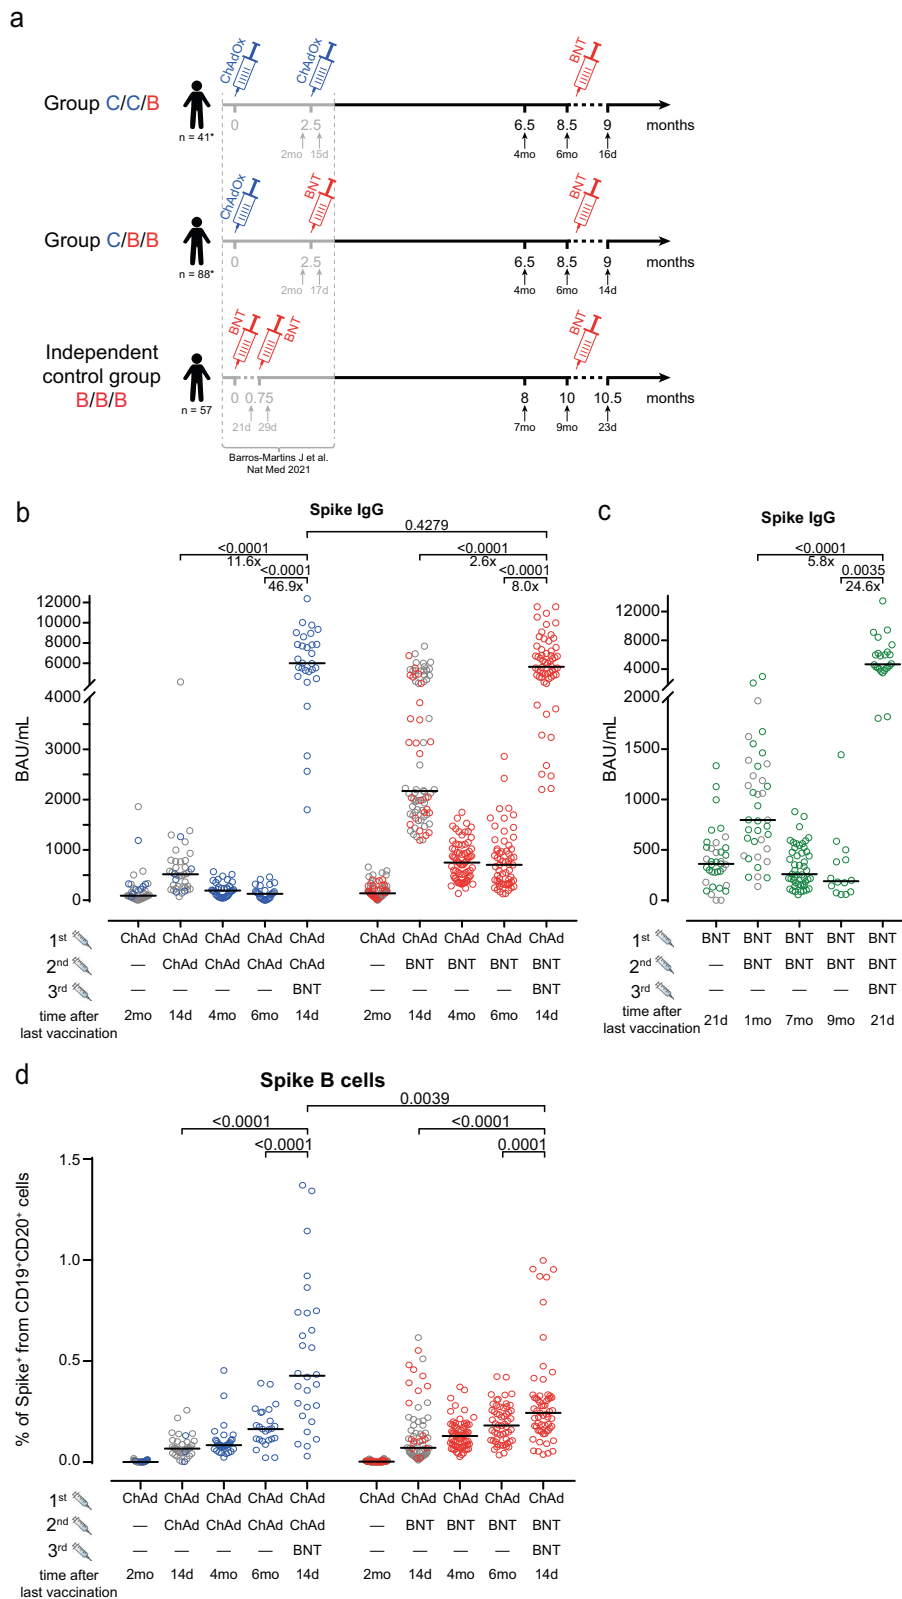 a
ChAdOx
ChAdOx
BNT
Group C/C/B
n = 41*
0
2.5
6.5
8.5
9
months
2mo
15d
4mo
6mo
16d
ChAdOx
BNT
BNT
Group C/B/B
n = 88*
0
2.5
6.5
8.5
9
2mo
17d
4mo
6mo
14d
BNT
BNT
BNT
Independent
control group
B/B/B
n = 57
0
0.75
8
10
10.5
months
21d
29d
7mo
9mo
23d
Barros-Martins J et al.
Nat Med 2021
b
Spike IgG
0.4279
<0.0001
11.6x
<0.0001
46.9x
<0.0001
2.6x
<0.0001
8.0x
BAU/mL
12000
10000
8000
6000
4000
3000
2000
1000
0
1st ChAd ChAd ChAd ChAd ChAd ChAd ChAd ChAd ChAd ChAd
2nd — ChAd ChAd ChAd ChAd — BNT BNT BNT BNT
3rd — — — — BNT — — — — BNT
time after
last vaccination
2mo 14d 4mo 6mo 14d 2mo 14d 4mo 6mo 14d
c
Spike IgG
<0.0001
5.8x
0.0035
24.6x
BAU/mL
12000
8000
4000
2000
1500
1000
500
0
1st BNT BNT BNT BNT BNT
2nd — BNT BNT BNT BNT
3rd — — — — BNT
time after
last vaccination
21d 1mo 7mo 9mo 21d
d
Spike B cells
0.0039
<0.0001
<0.0001
<0.0001
0.0001
% of Spike+ from CD19+CD20+ cells
1.5
1.0
0.5
0.0
1st ChAd ChAd ChAd ChAd ChAd ChAd ChAd ChAd ChAd ChAd
2nd — ChAd ChAd ChAd ChAd — BNT BNT BNT BNT
3rd — — — — BNT — — — — BNT
time after
last vaccination
2mo 14d 4mo 6mo 14d 2mo 14d 4mo 6mo 14d